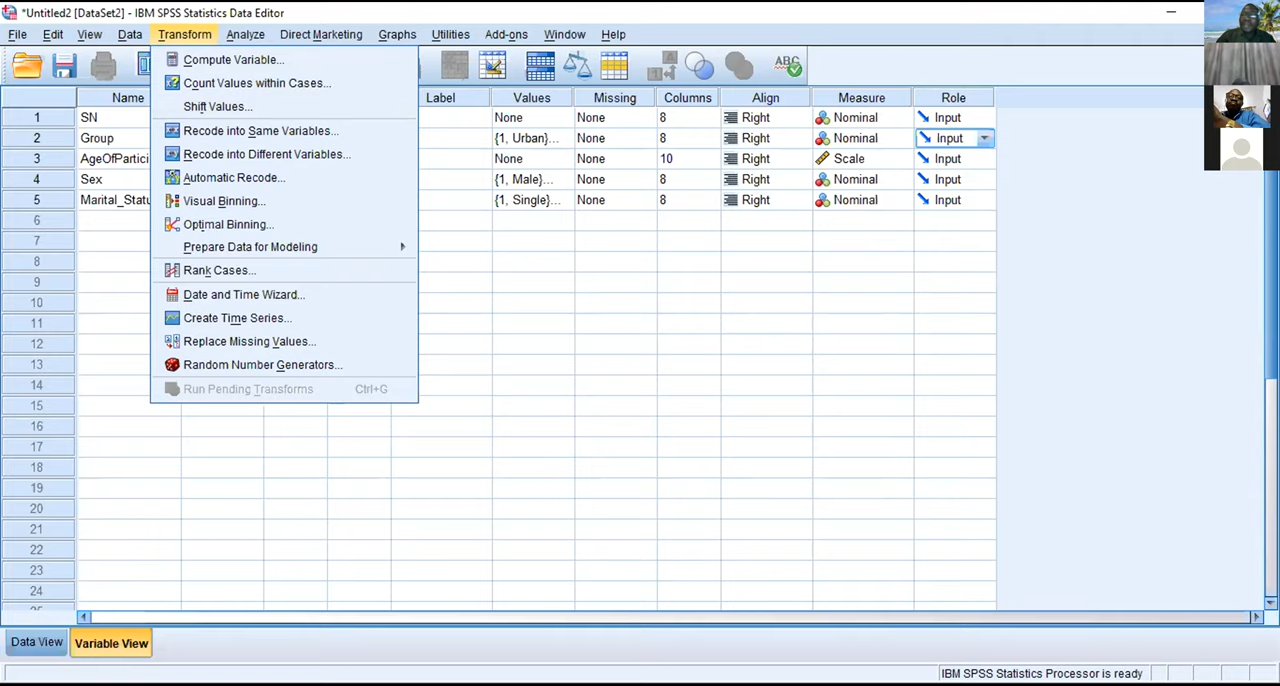 *Untitled2 [DataSet2] - IBM SPSS Statistics Data Editor
File Edit View Data Transform Analyze Direct Marketing Graphs Utilities Add-ons Window Help
Compute Variable...
Count Values within Cases...
Shift Values...
Recode into Same Variables...
Recode into Different Variables...
Automatic Recode...
Visual Binning...
Optimal Binning...
Prepare Data for Modeling
Rank Cases...
Date and Time Wizard...
Create Time Series...
Replace Missing Values...
Random Number Generators...
Run Pending Transforms Ctrl+G
ABC
Name Label Values Missing Columns Align Measure Role
1 SN None None 8 Right Nominal Input
2 Group {1, Urban}... None 8 Right Nominal Input
3 AgeOfPartici None None 10 Right Scale Input
4 Sex {1, Male}... None 8 Right Nominal Input
5 Marital_Statu {1, Single}... None 8 Right Nominal Input
6
7
8
9
10
11
12
13
14
15
16
17
18
19
20
21
22
23
24
Data View Variable View
IBM SPSS Statistics Processor is ready